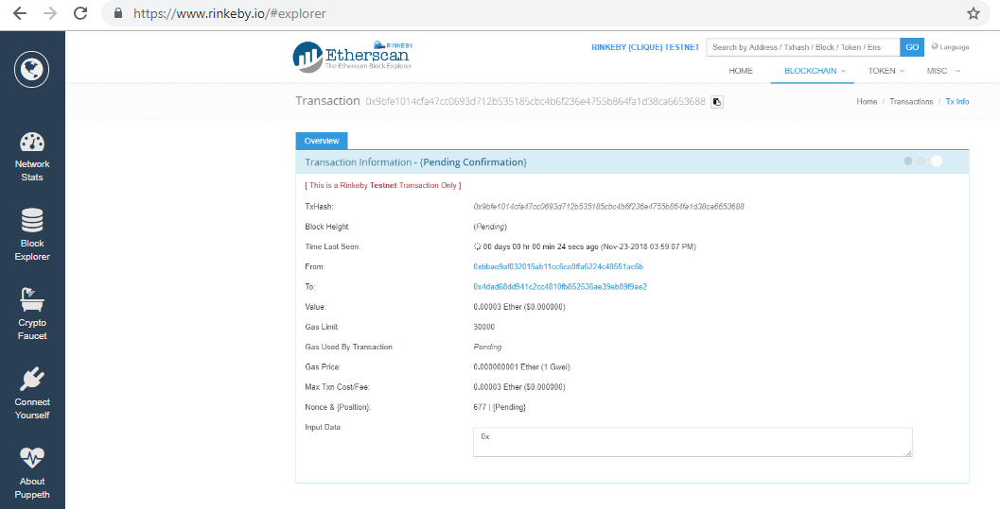 https://www.rinkeby.io/#explorer
RINKEBY
Etherscan
The Ethereum Block Explorer
RINKEBY (CLIQUE) TESTNET
Search by Address / Txhash / Block / Token / Ens
GO
Language
HOME BLOCKCHAIN TOKEN MISC
Transaction 0x9bfe1014cfa47cc0693d712b535185cbc4b6f236e4755b864fa1d38ca6653688
Home / Transactions / Tx Info
Network
Stats
Block
Explorer
Crypto
Faucet
Connect
Yourself
About
Puppeth
Overview
Transaction Information - {Pending Confirmation}
[ This is a Rinkeby Testnet Transaction Only ]
TxHash: 0x9bfe1014cfa47cc0693d712b535185cbc4b6f236e4755b864fa1d38ca6653688
Block Height: (Pending)
Time Last Seen: 00 days 00 hr 00 min 24 secs ago (Nov-23-2018 03:59:07 PM)
From: 0xbbae9af032015ab11cc6ce0ffa6224c48551ac6b
To: 0x4dad68dd941c2cc4810fb852536ae39eb89f9ae2
Value: 0.00003 Ether ($0.000000)
Gas Limit: 30000
Gas Used By Transaction: Pending
Gas Price: 0.000000001 Ether (1 Gwei)
Max Txn Cost/Fee: 0.00003 Ether ($0.000000)
Nonce & {Position}: 677 | {Pending}
Input Data: 0x